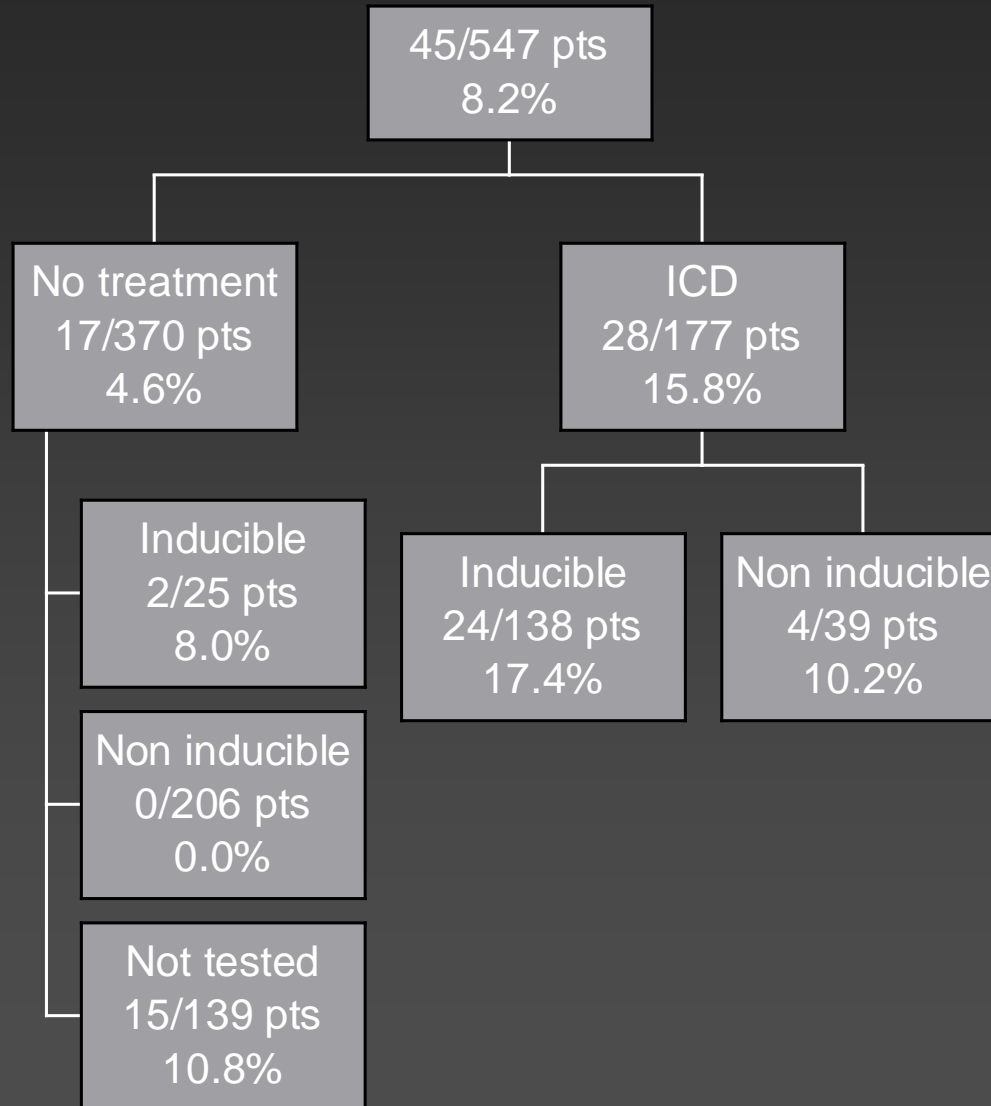 45/547 pts
8.2%
No treatment
17/370 pts
4.6%
ICD
28/177 pts
15.8%
Inducible
2/25 pts
8.0%
Non inducible
0/206 pts
0.0%
Not tested
15/139 pts
10.8%
Inducible
24/138 pts
17.4%
Non inducible
4/39 pts
10.2%